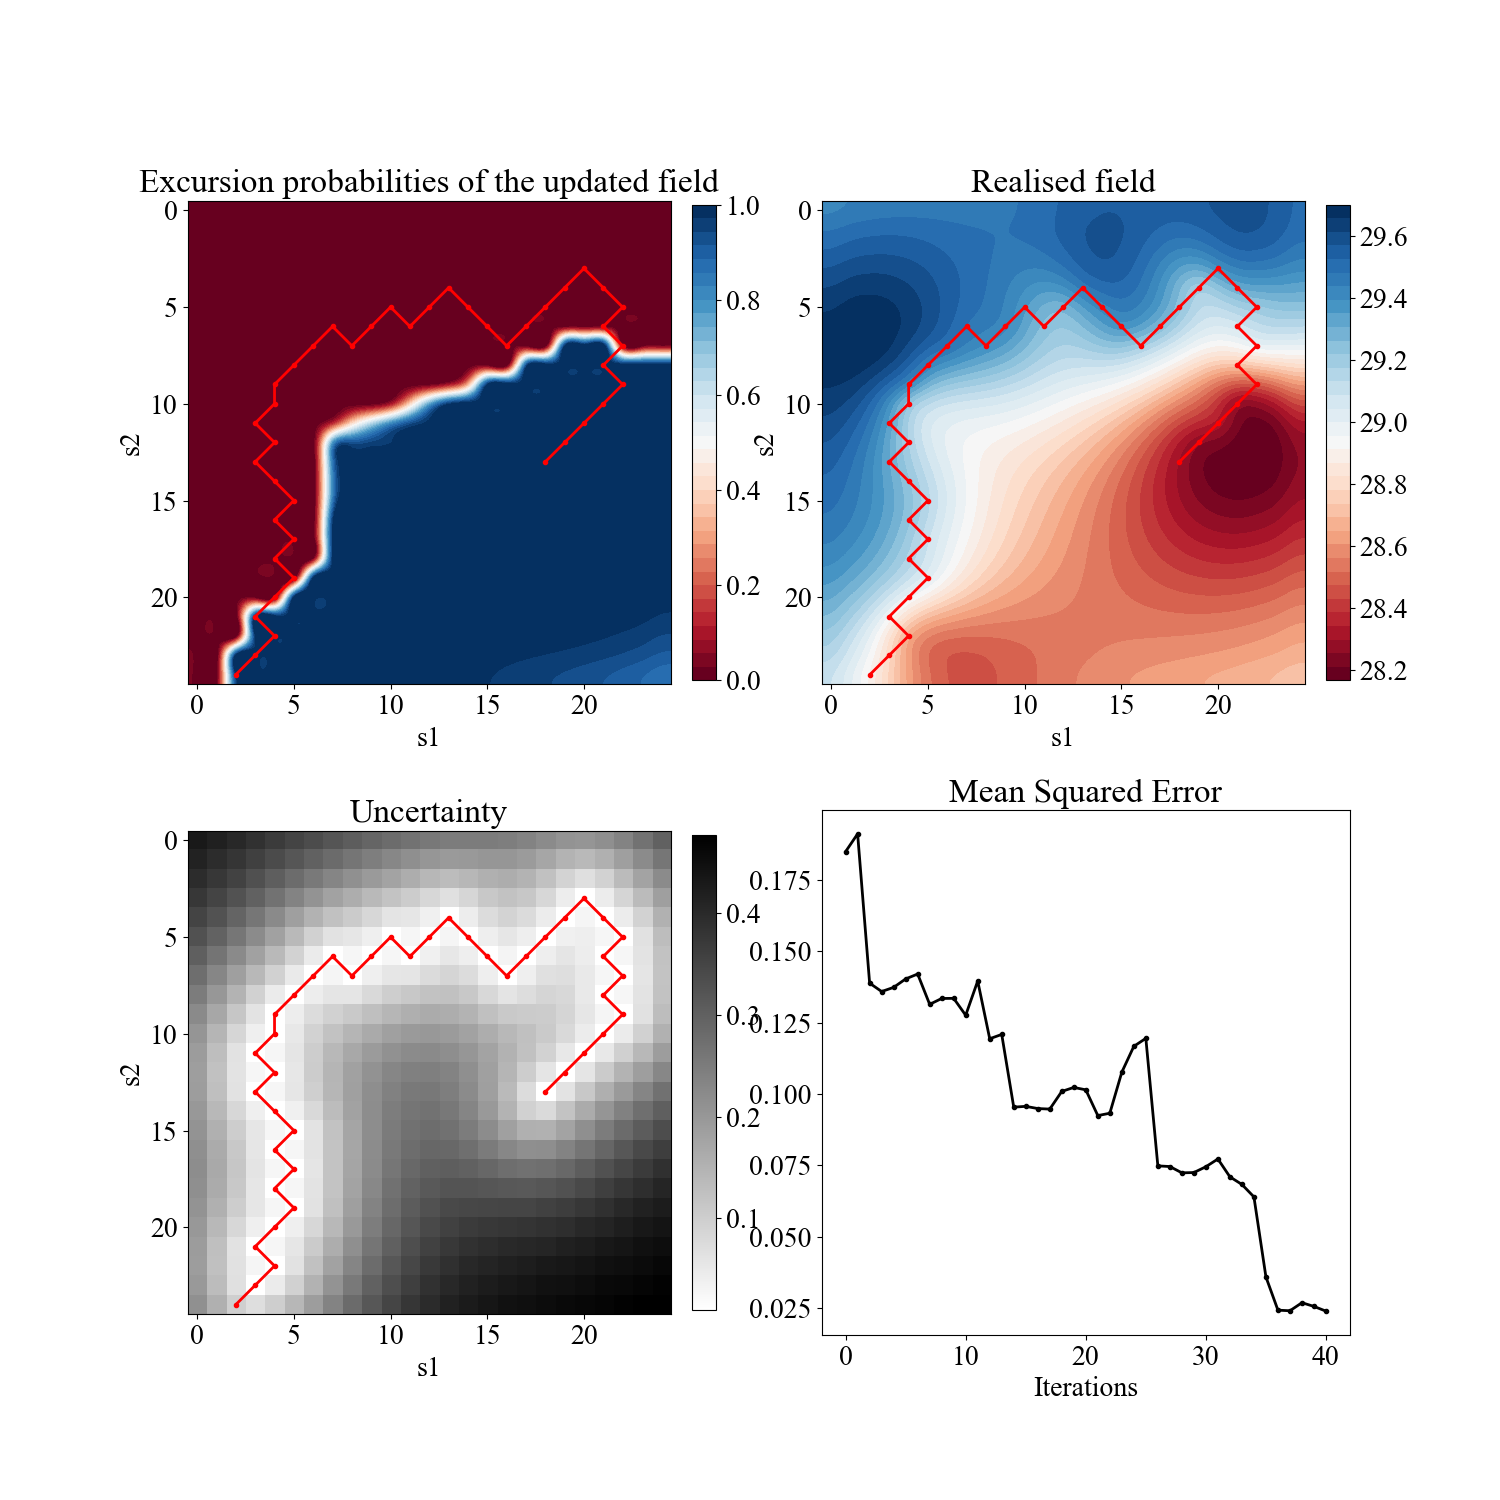 Excursion probabilities of the updated field
0
5
10
15
20
s2
0 5 10 15 20
s1
1.0
0.8
0.6
0.4
0.2
0.0
Realised field
0
5
10
15
20
s2
0 5 10 15 20
s1
29.6
29.4
29.2
29.0
28.8
28.6
28.4
28.2
Uncertainty
0
5
10
15
20
s2
0 5 10 15 20
s1
0.4
0.3
0.2
0.1
Mean Squared Error
0.175
0.150
0.125
0.100
0.075
0.050
0.025
0 10 20 30 40
Iterations